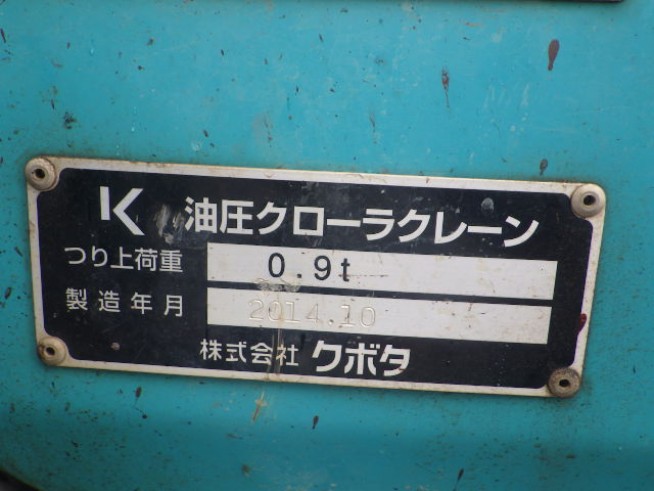 K 油圧クローラクレーン
つり上荷重 0.9t
製造年月 2014.10
株式会社 クボタ